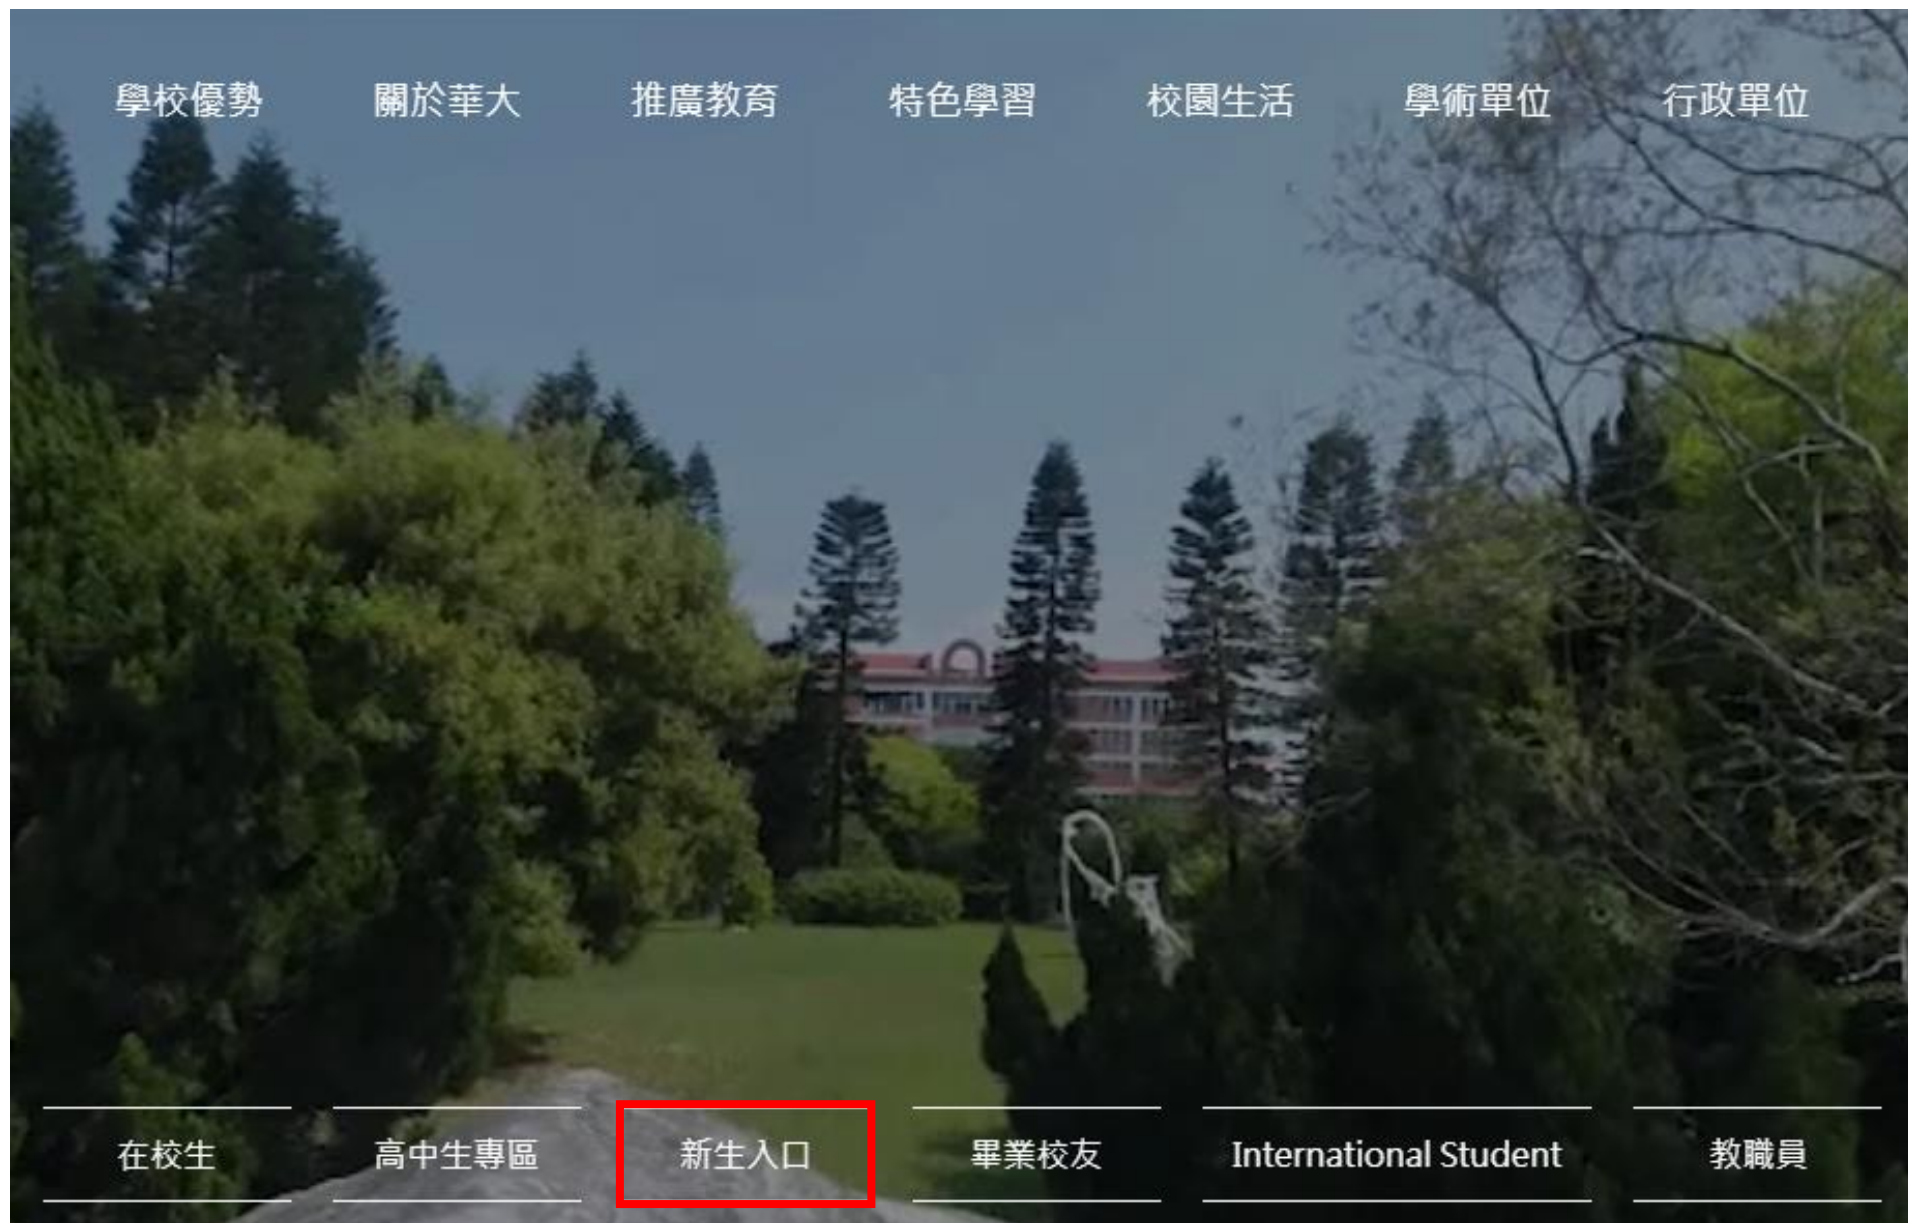 學校優勢 關於華大 推廣教育 特色學習 校園生活 學術單位 行政單位
在校生 高中生專區 新生入口 畢業校友 International Student 教職員